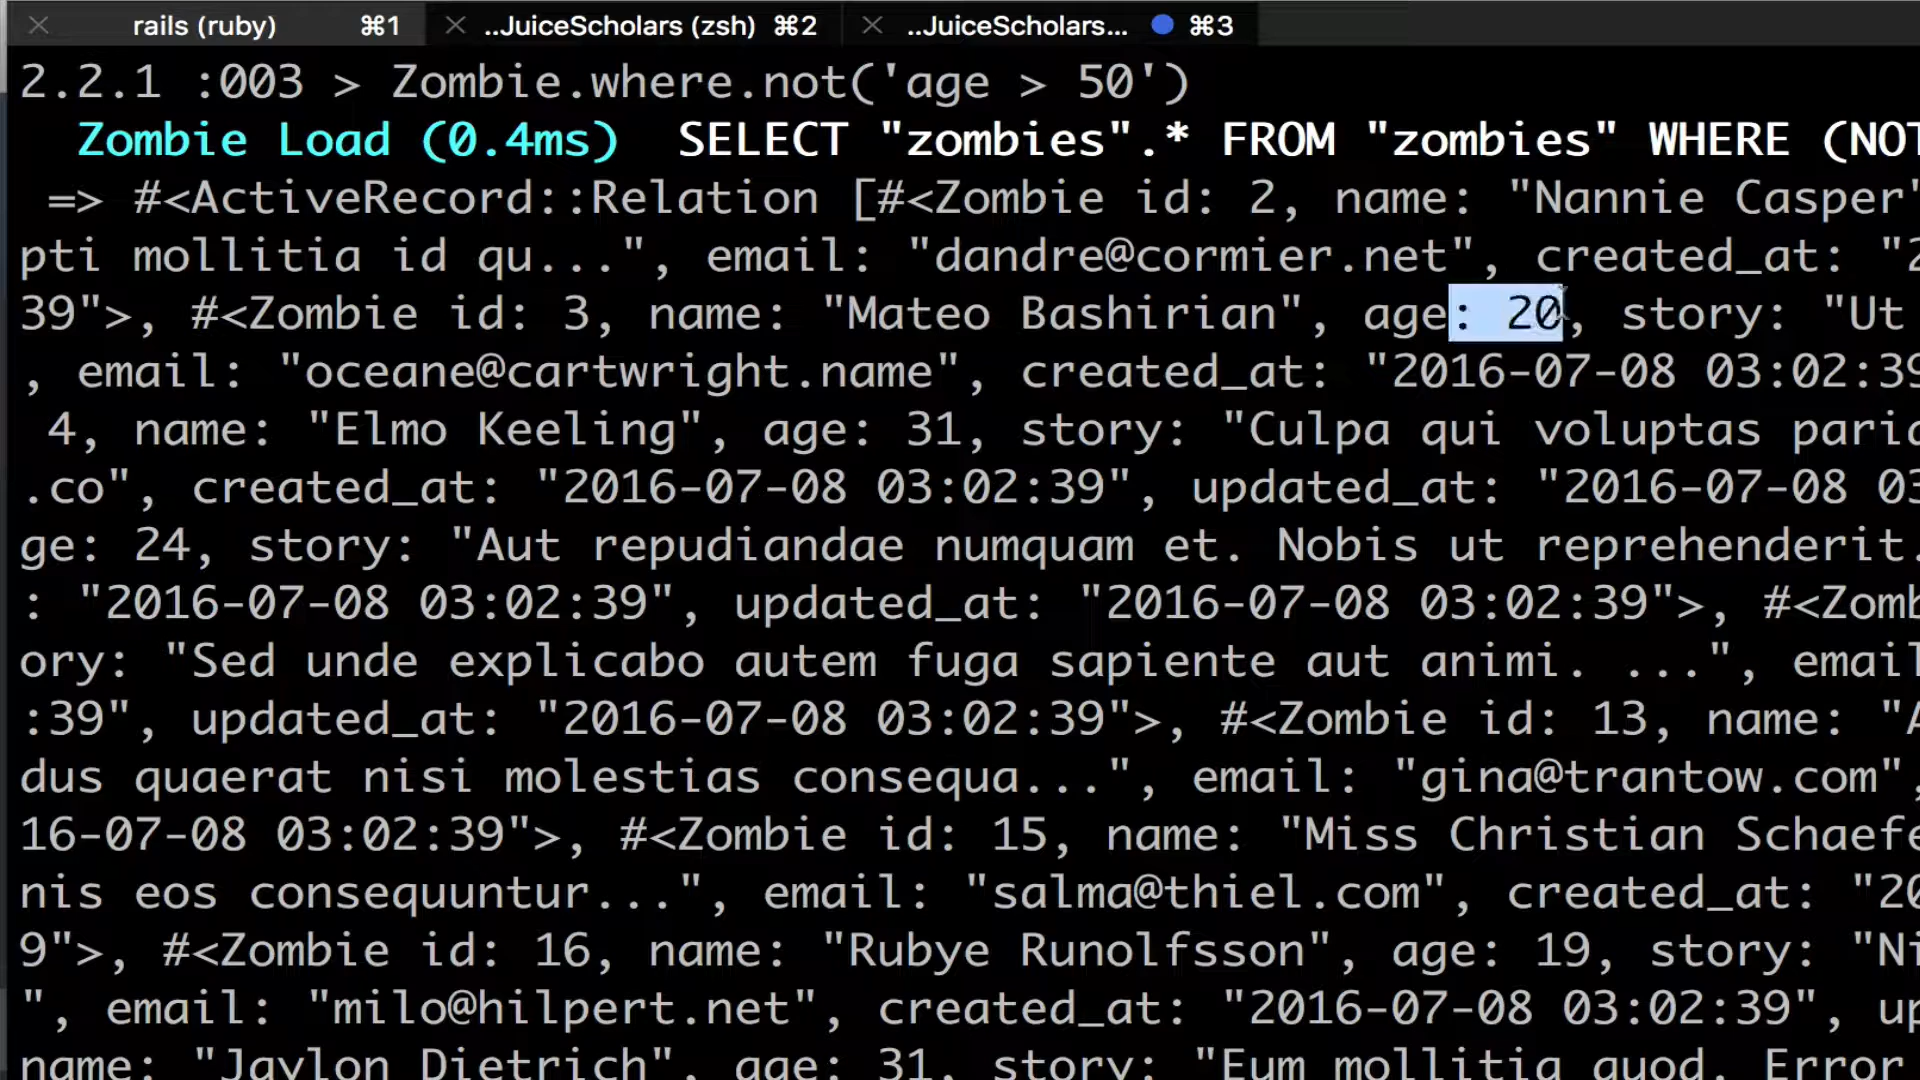 rails (ruby) ⌘1 ..JuiceScholars (zsh) ⌘2 ..JuiceScholars... ⌘3
2.2.1 :003 > Zombie.where.not('age > 50')
Zombie Load (0.4ms)  SELECT "zombies".* FROM "zombies" WHERE (NOT
=> #<ActiveRecord::Relation [#<Zombie id: 2, name: "Nannie Casper"
pti mollitia id qu...", email: "dandre@cormier.net", created_at: "2
39">, #<Zombie id: 3, name: "Mateo Bashirian", age: 20, story: "Ut
, email: "oceane@cartwright.name", created_at: "2016-07-08 03:02:39
4, name: "Elmo Keeling", age: 31, story: "Culpa qui voluptas paria
.co", created_at: "2016-07-08 03:02:39", updated_at: "2016-07-08 03
ge: 24, story: "Aut repudiandae numquam et. Nobis ut reprehenderit.
: "2016-07-08 03:02:39", updated_at: "2016-07-08 03:02:39">, #<Zomb
ory: "Sed unde explicabo autem fuga sapiente aut animi. ...", email
:39", updated_at: "2016-07-08 03:02:39">, #<Zombie id: 13, name: "A
dus quaerat nisi molestias consequa...", email: "gina@trantow.com",
16-07-08 03:02:39">, #<Zombie id: 15, name: "Miss Christian Schaefe
nis eos consequuntur...", email: "salma@thiel.com", created_at: "20
9">, #<Zombie id: 16, name: "Rubye Runolfsson", age: 19, story: "Ni
", email: "milo@hilpert.net", created_at: "2016-07-08 03:02:39", up
name: "Jaylon Dietrich", age: 31, story: "Eum mollitia quod. Error